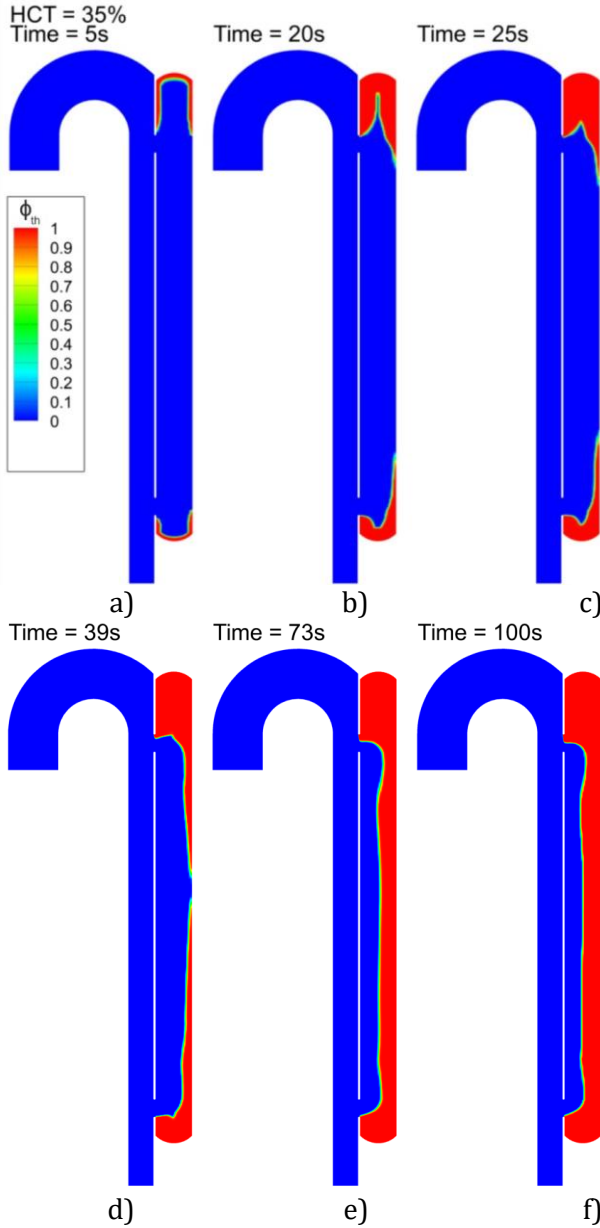 HCT = 35%
Time = 5s
Time = 20s
Time = 25s
ϕth
1
0.9
0.8
0.7
0.6
0.5
0.4
0.3
0.2
0.1
0
a)
b)
c)
Time = 39s
Time = 73s
Time = 100s
d)
e)
f)